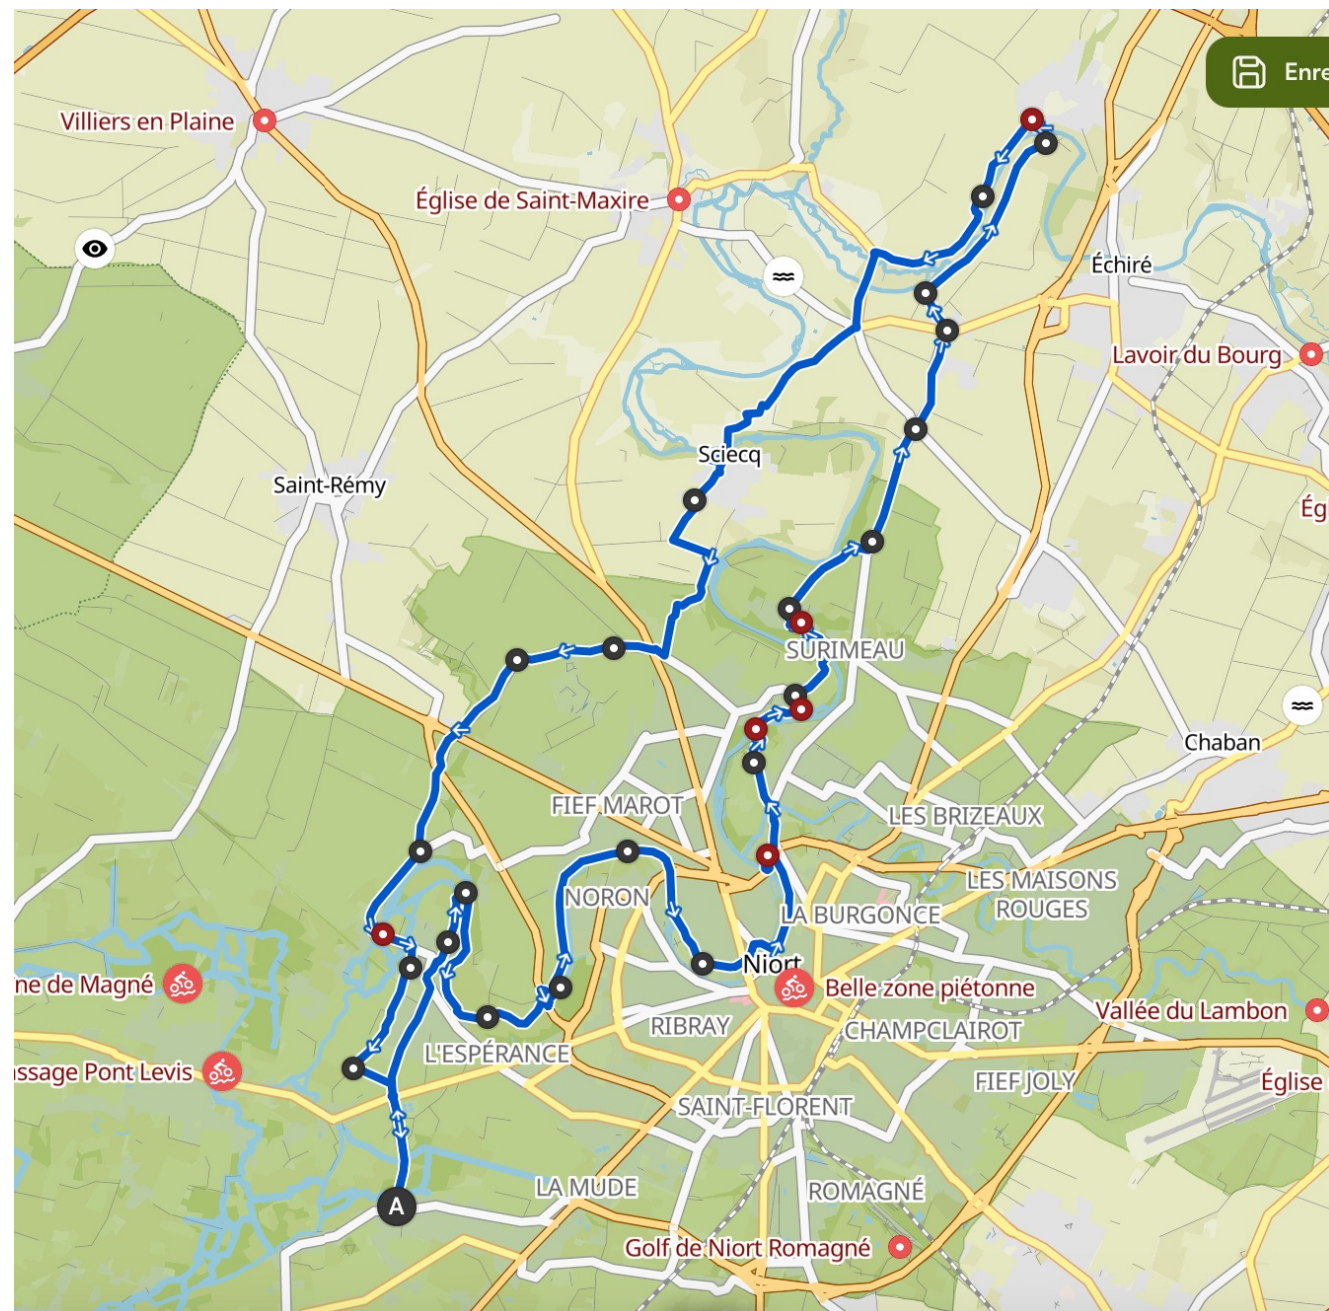 Enre
Villiers en Plaine
Église de Saint-Maxire
Échiré
Lavoir du Bourg
Sciecq
Saint-Rémy
Ég
SURIMEAU
Chaban
FIEF MAROT
LES BRIZEAUX
LES MAISONS
ROUGES
NORON
LA BURGONCE
Niort
ne de Magné
Belle zone piétonne
Vallée du Lambon
RIBRAY
CHAMPCLAIROT
L'ESPÉRANCE
ssage Pont Levis
FIEF JOLY
Église
SAINT-FLORENT
LA MUDE
ROMAGNÉ
A
Golf de Niort Romagné